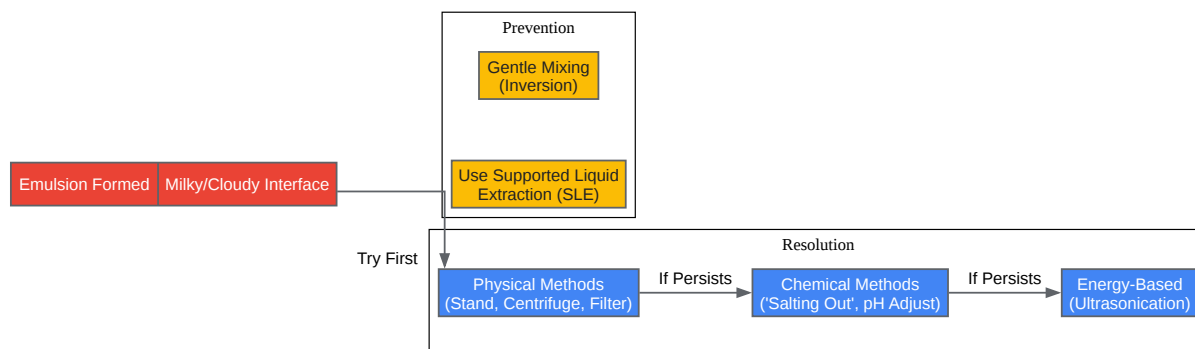 Prevention
Gentle Mixing
(Inversion)
Emulsion Formed
Milky/Cloudy Interface
Use Supported Liquid
Extraction (SLE)
Resolution
Try First
Physical Methods
(Stand, Centrifuge, Filter)
If Persists
Chemical Methods
('Salting Out', pH Adjust)
If Persists
Energy-Based
(Ultrasonication)